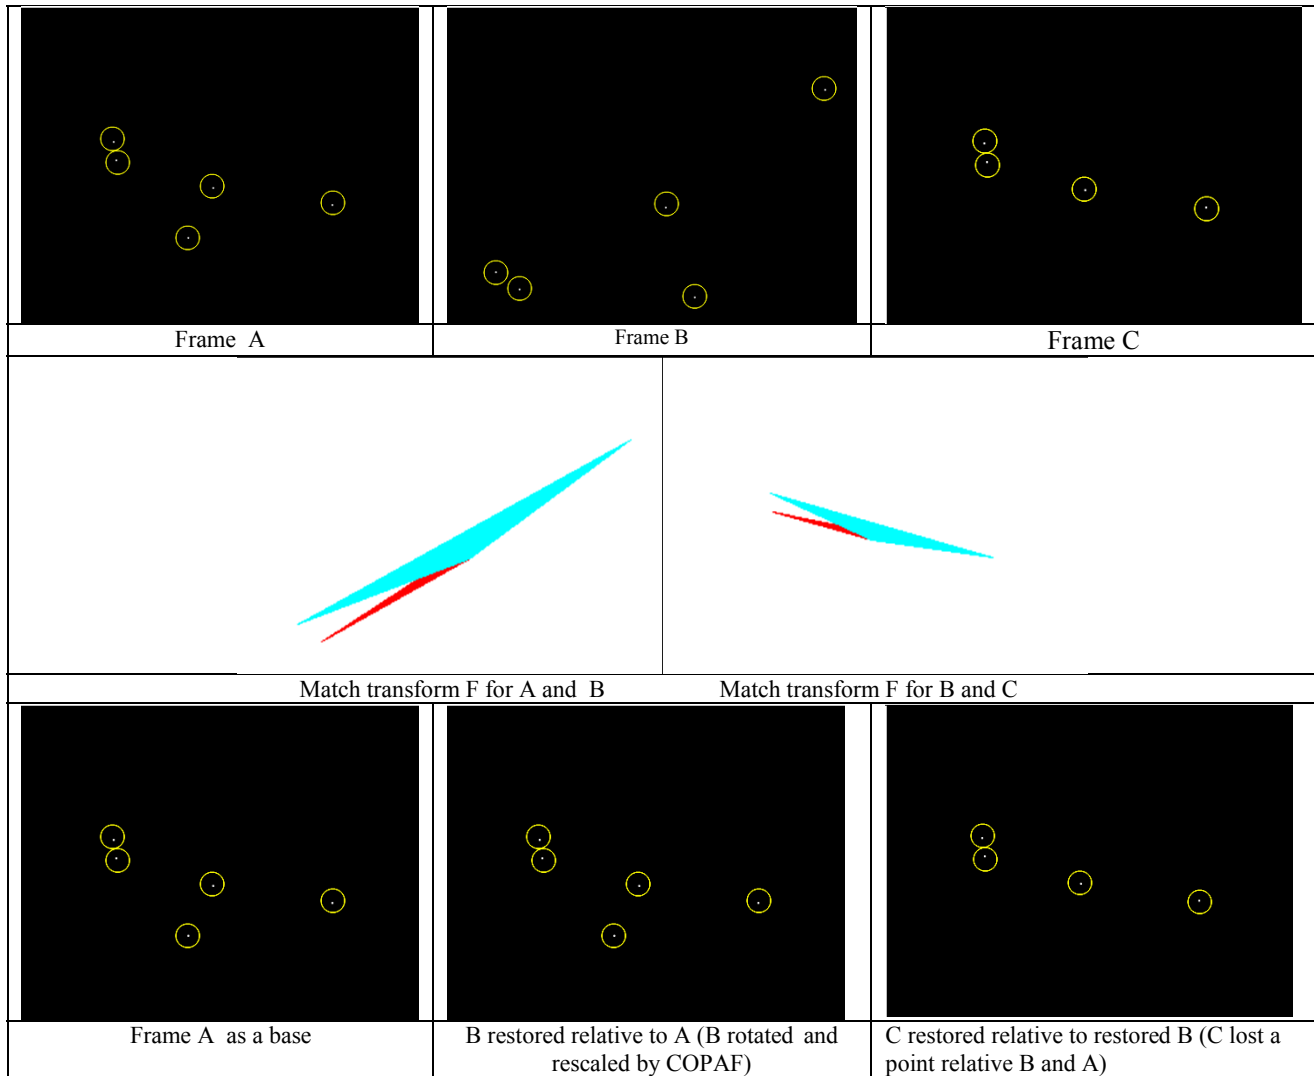 Frame A
Frame B
Frame C
Match transform F for A and B
Match transform F for B and C
Frame A as a base
B restored relative to A (B rotated and
rescaled by COPAF)
C restored relative to restored B (C lost a
point relative B and A)